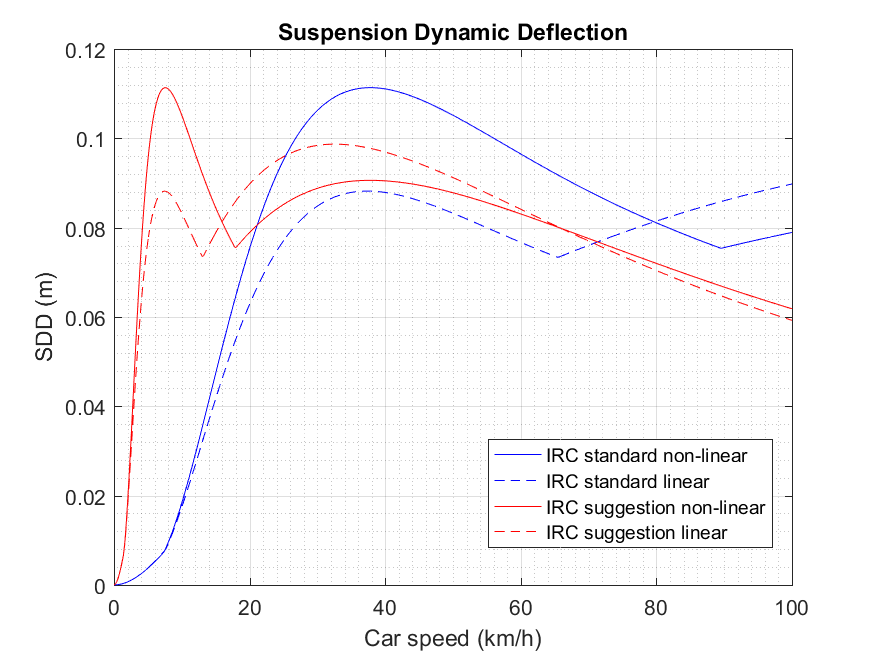 Suspension Dynamic Deflection
0.12
0.1
0.08
0.06
0.04
0.02
0
SDD (m)
0 20 40 60 80 100
Car speed (km/h)
IRC standard non-linear
IRC standard linear
IRC suggestion non-linear
IRC suggestion linear